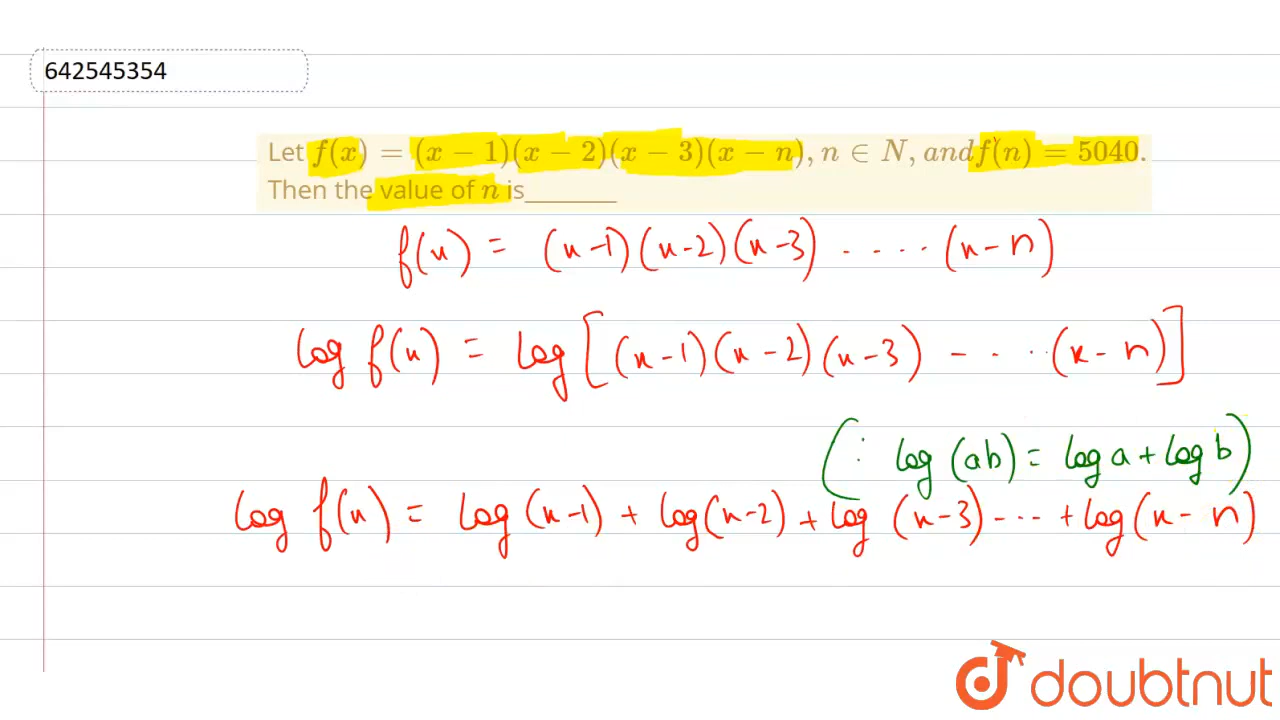 642545354
Let f(x) = (x − 1)(x − 2)(x − 3)(x − n), n ∈ N, and f(n) = 5040.
Then the value of n is________
f(x) = (x-1)(x-2)(x-3) ..... (x-n)
log f(x) = log[(x-1)(x-2)(x-3) - - ... (x-n)]
(∵ log(ab) = log a + log b)
log f(x) = log(x-1) + log(x-2) + log(x-3) - ... + log(x-n)
doubtnut